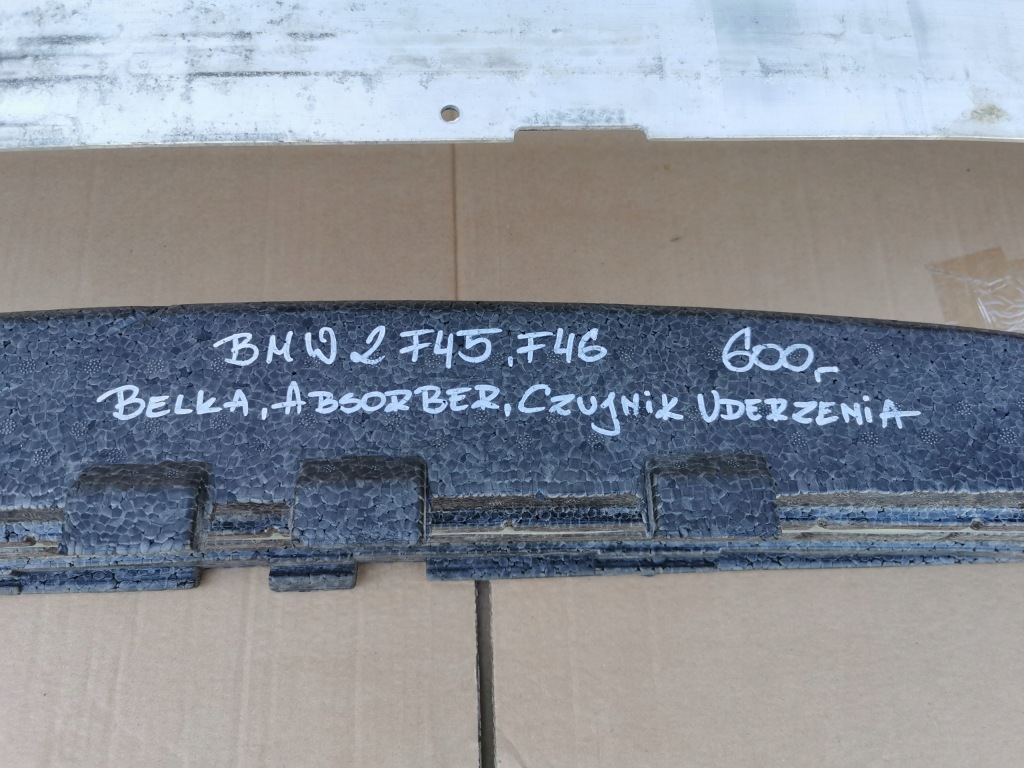 BMW 2 F45, F46 600,-
BELKA, ABSORBER, CZUJNIK UDERZENIA